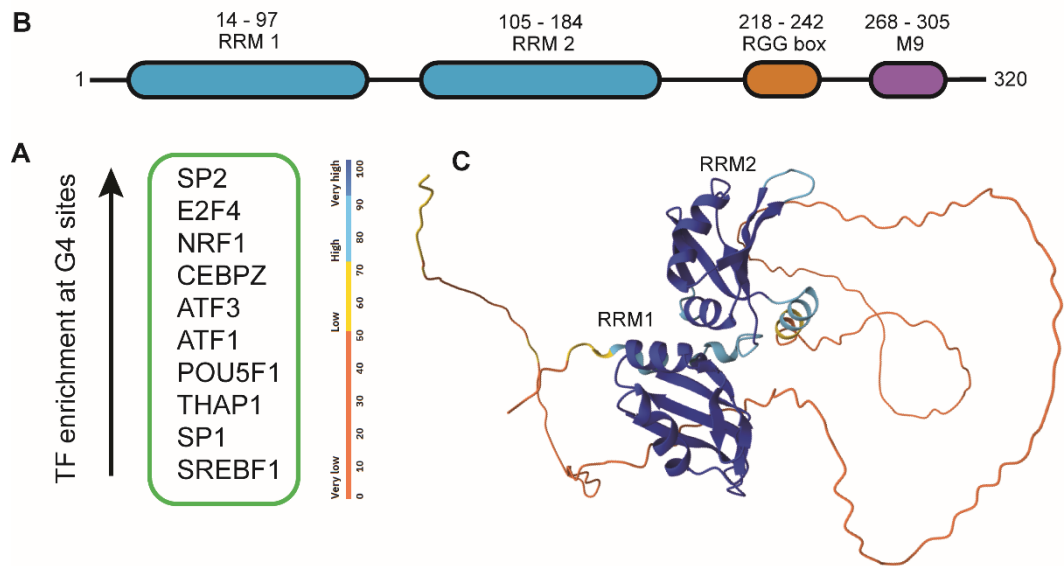 B
14 - 97
RRM 1
105 - 184
RRM 2
218 - 242
RGG box
268 - 305
M9
1
320
A
TF enrichment at G4 sites
SP2
E2F4
NRF1
CEBPZ
ATF3
ATF1
POU5F1
THAP1
SP1
SREBF1
Very high
High
Low
Very low
100
90
80
70
60
50
40
30
20
10
0
C
RRM2
RRM1